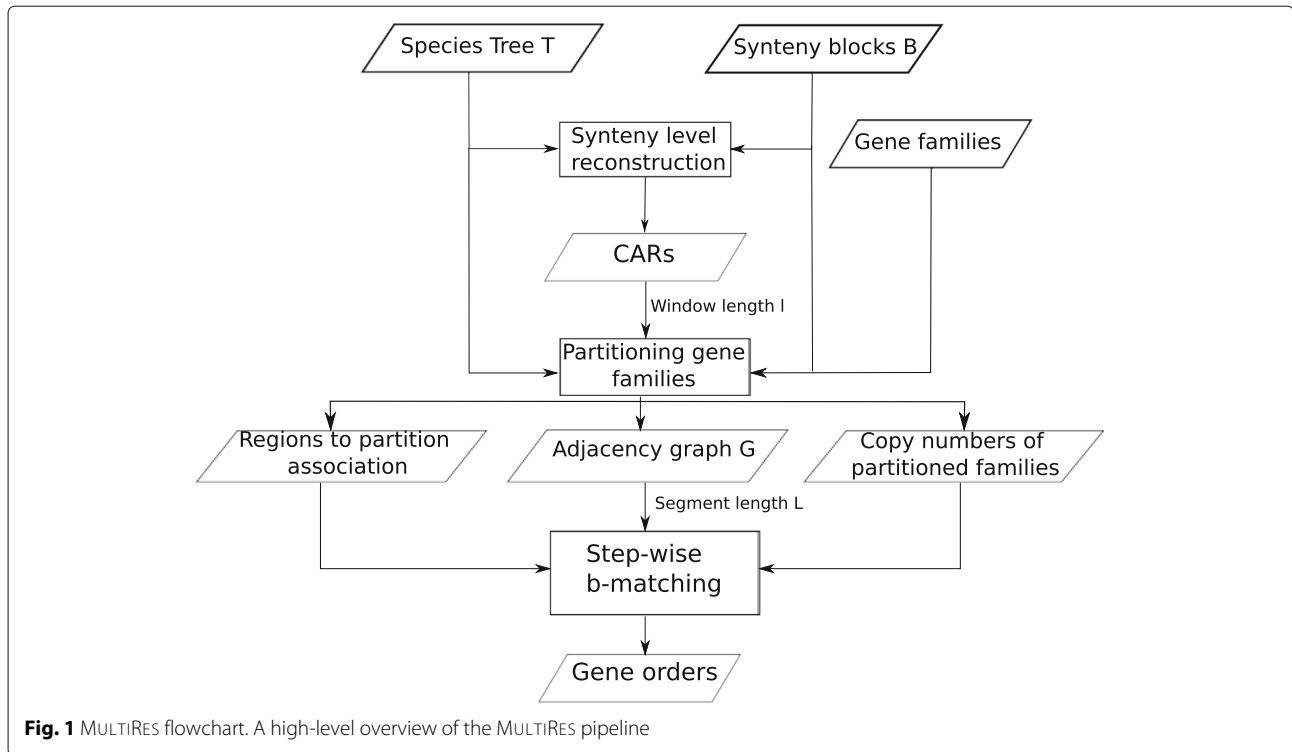 Species Tree T
Synteny blocks B
Synteny level
reconstruction
Gene families
CARs
Window length l
Partitioning gene
families
Regions to partition
association
Adjacency graph G
Copy numbers of
partitioned families
Segment length L
Step-wise
b-matching
Gene orders
Fig. 1 MULTIRES flowchart. A high-level overview of the MULTIRES pipeline